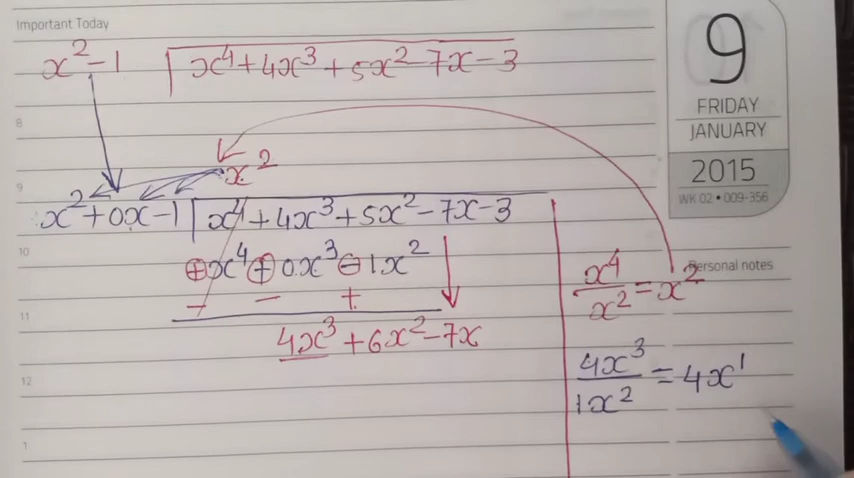 Important Today
x² - 1 x⁴ + 4x³ + 5x² - 7x - 3
9
FRIDAY
JANUARY
2015
WK 02 • 009-356
8
x²
9
x² + 0x - 1 x⁴ + 4x³ + 5x² - 7x - 3
10
+x⁴ + 0x³ - 1x²
- - +
Personal notes
x⁴/x² = x²
11
4x³ + 6x² - 7x
4x³/1x² = 4x¹
12
1